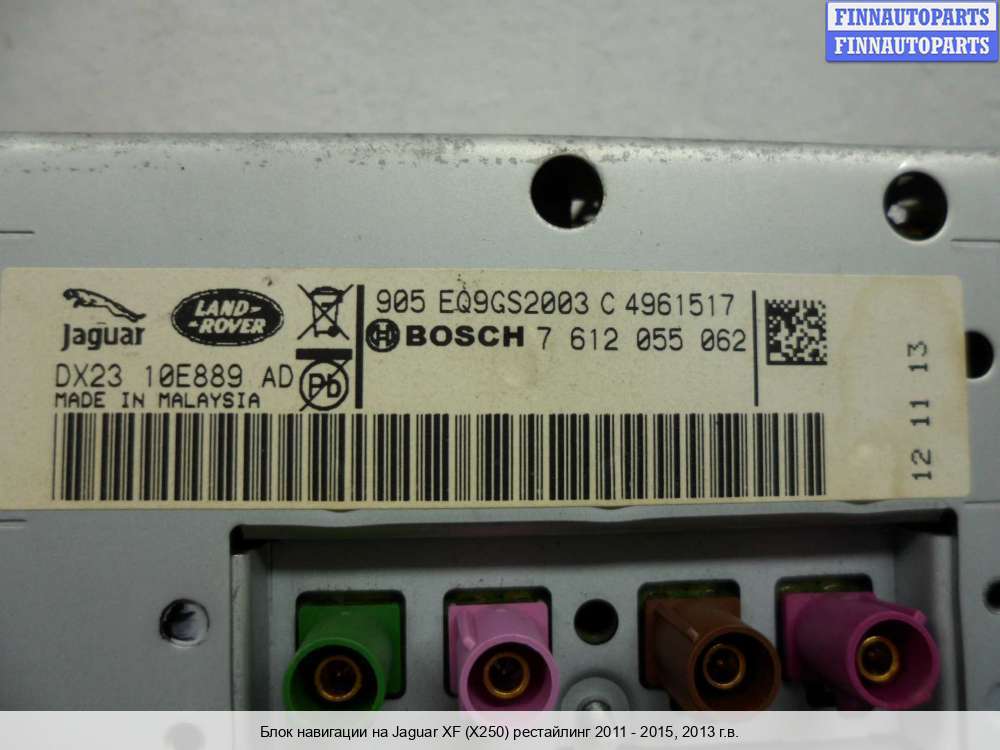 FINNAUTOPARTS
FINNAUTOPARTS
Jaguar
LAND-
-ROVER
905 EQ9GS2003 C 4961517
BOSCH 7 612 055 062
DX23 10E889 AD
Pb
MADE IN MALAYSIA
12 11 13
Блок навигации на Jaguar XF (X250) рестайлинг 2011 - 2015, 2013 г.в.